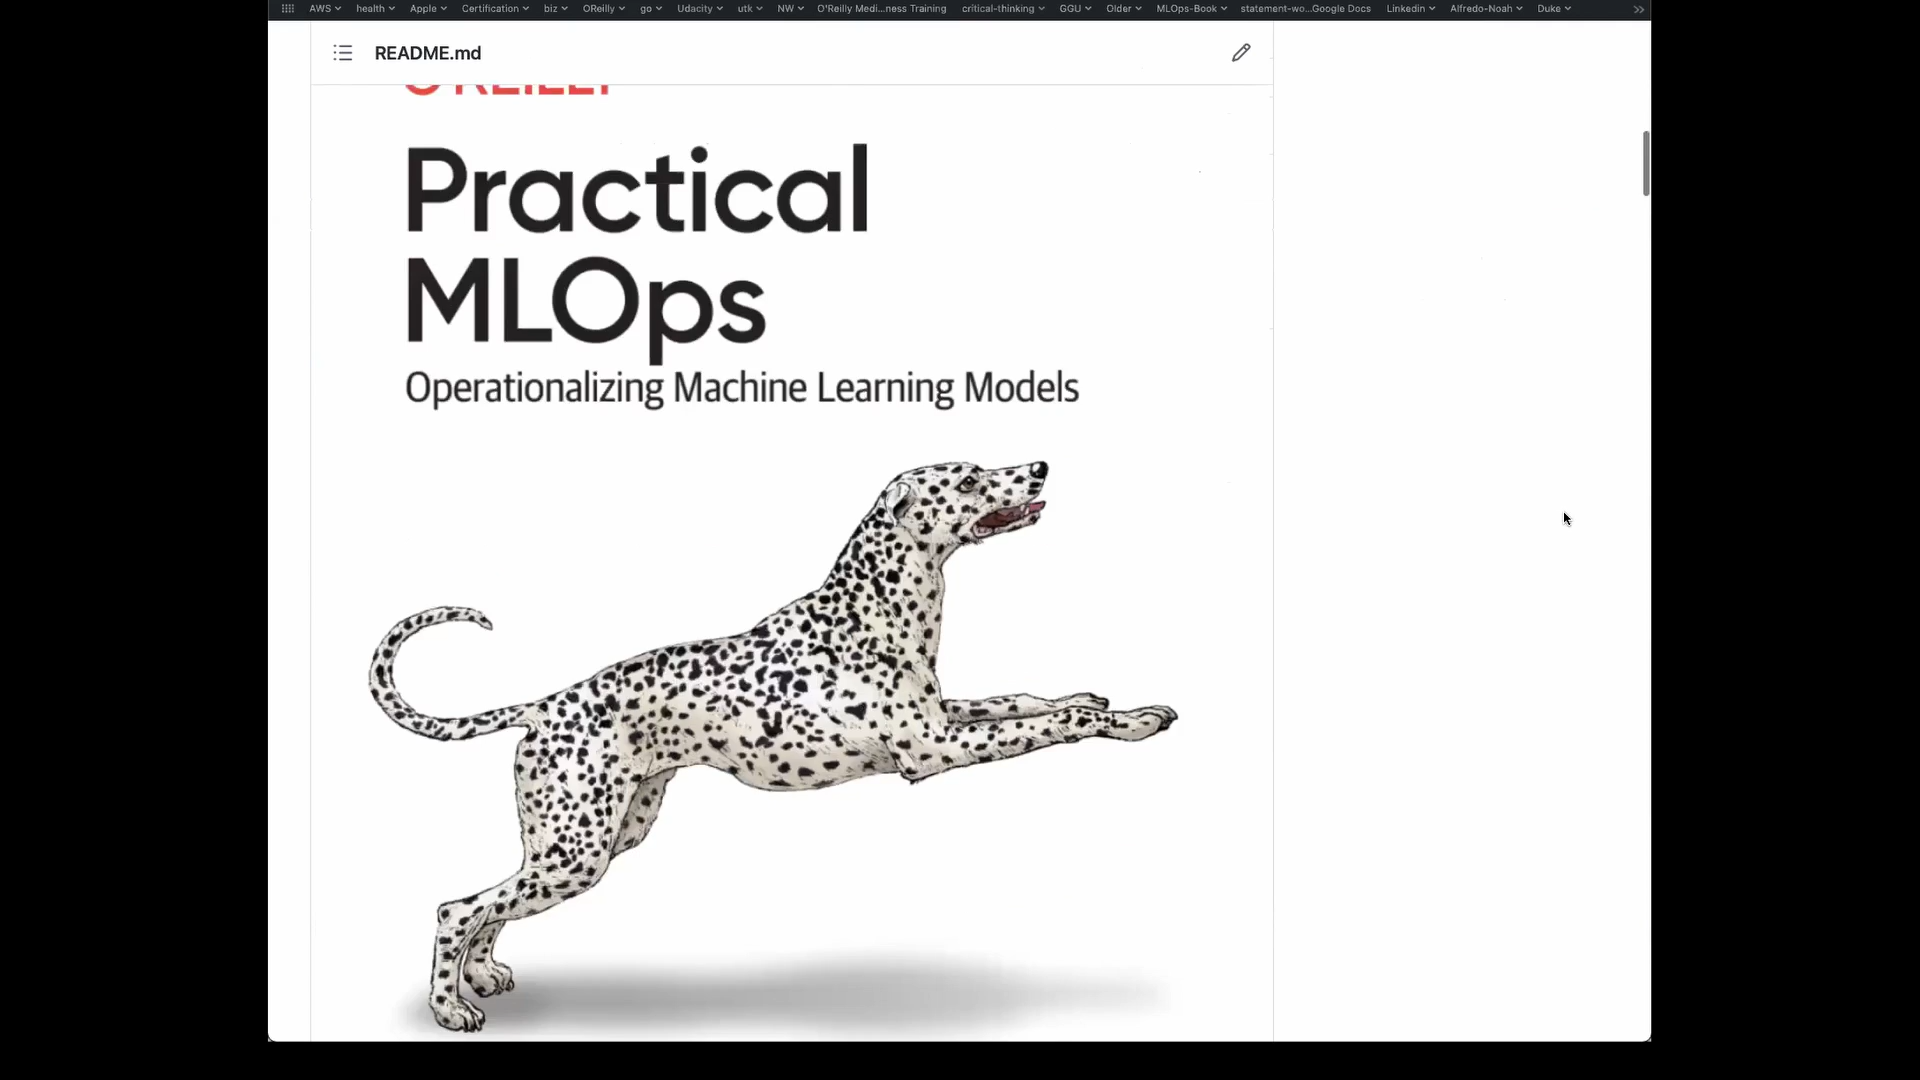 AWS health Apple Certification biz OReilly go Udacity utk NW O'Reilly Medi...ness Training critical-thinking GGU Older MLOps-Book statement-wo...Google Docs Linkedin Alfredo-Noah Duke
README.md
O'REILLY
Practical
MLOps
Operationalizing Machine Learning Models